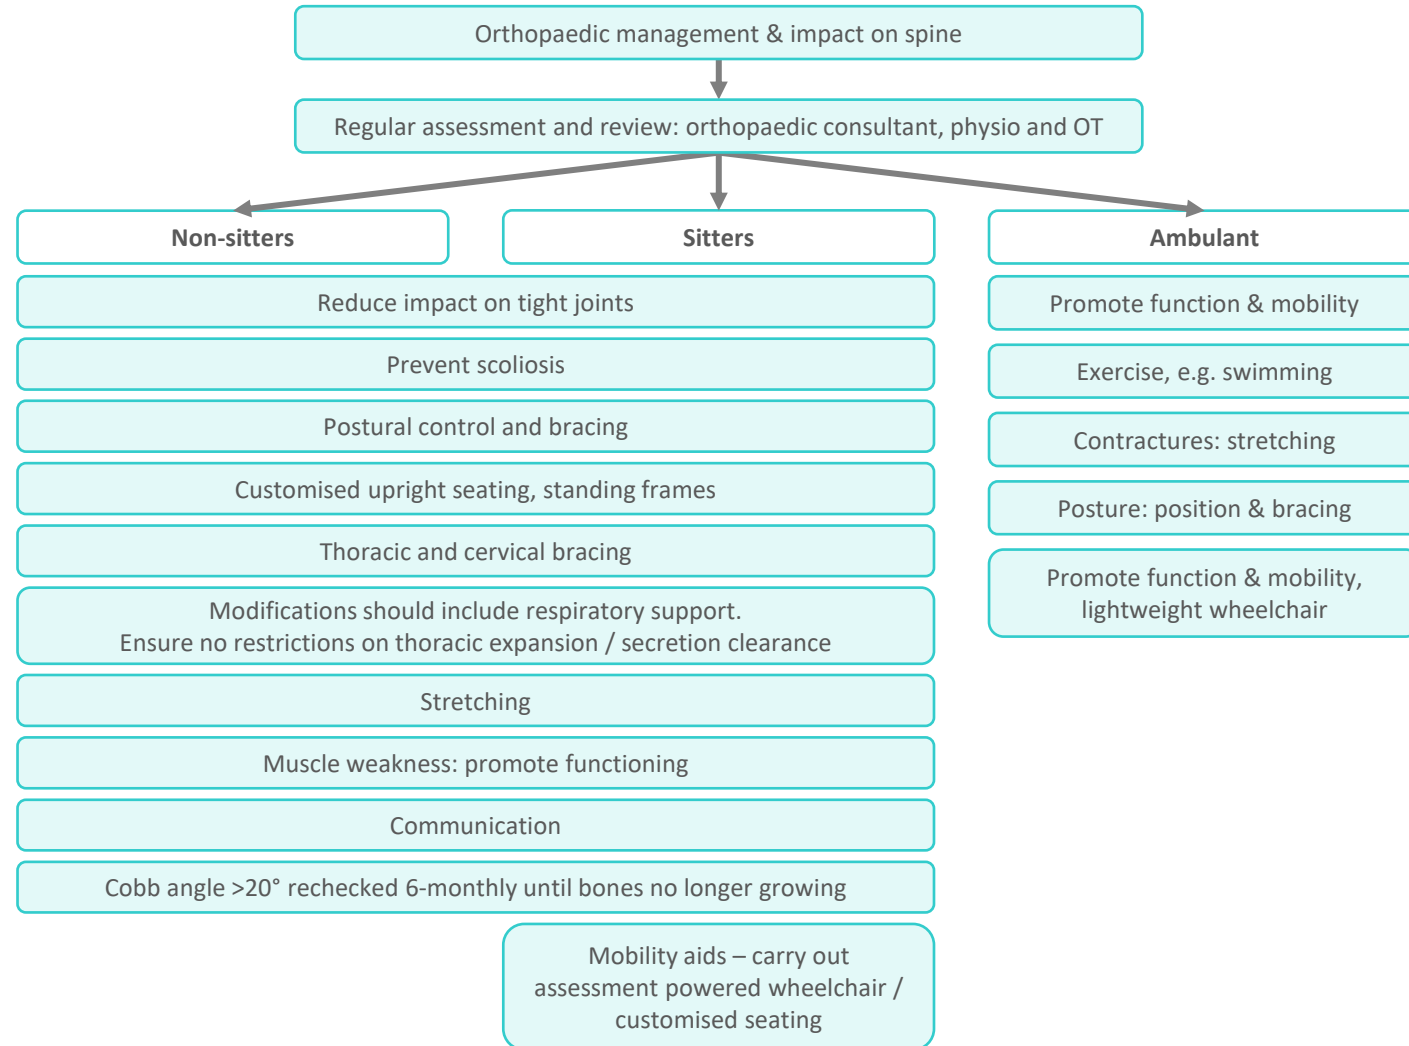 Orthopaedic management & impact on spine
Regular assessment and review: orthopaedic consultant, physio and OT
Non-sitters
Sitters
Ambulant
Reduce impact on tight joints
Prevent scoliosis
Postural control and bracing
Customised upright seating, standing frames
Thoracic and cervical bracing
Modifications should include respiratory support.
Ensure no restrictions on thoracic expansion / secretion clearance
Stretching
Muscle weakness: promote functioning
Communication
Cobb angle >20° rechecked 6-monthly until bones no longer growing
Mobility aids – carry out
assessment powered wheelchair /
customised seating
Promote function & mobility
Exercise, e.g. swimming
Contractures: stretching
Posture: position & bracing
Promote function & mobility,
lightweight wheelchair